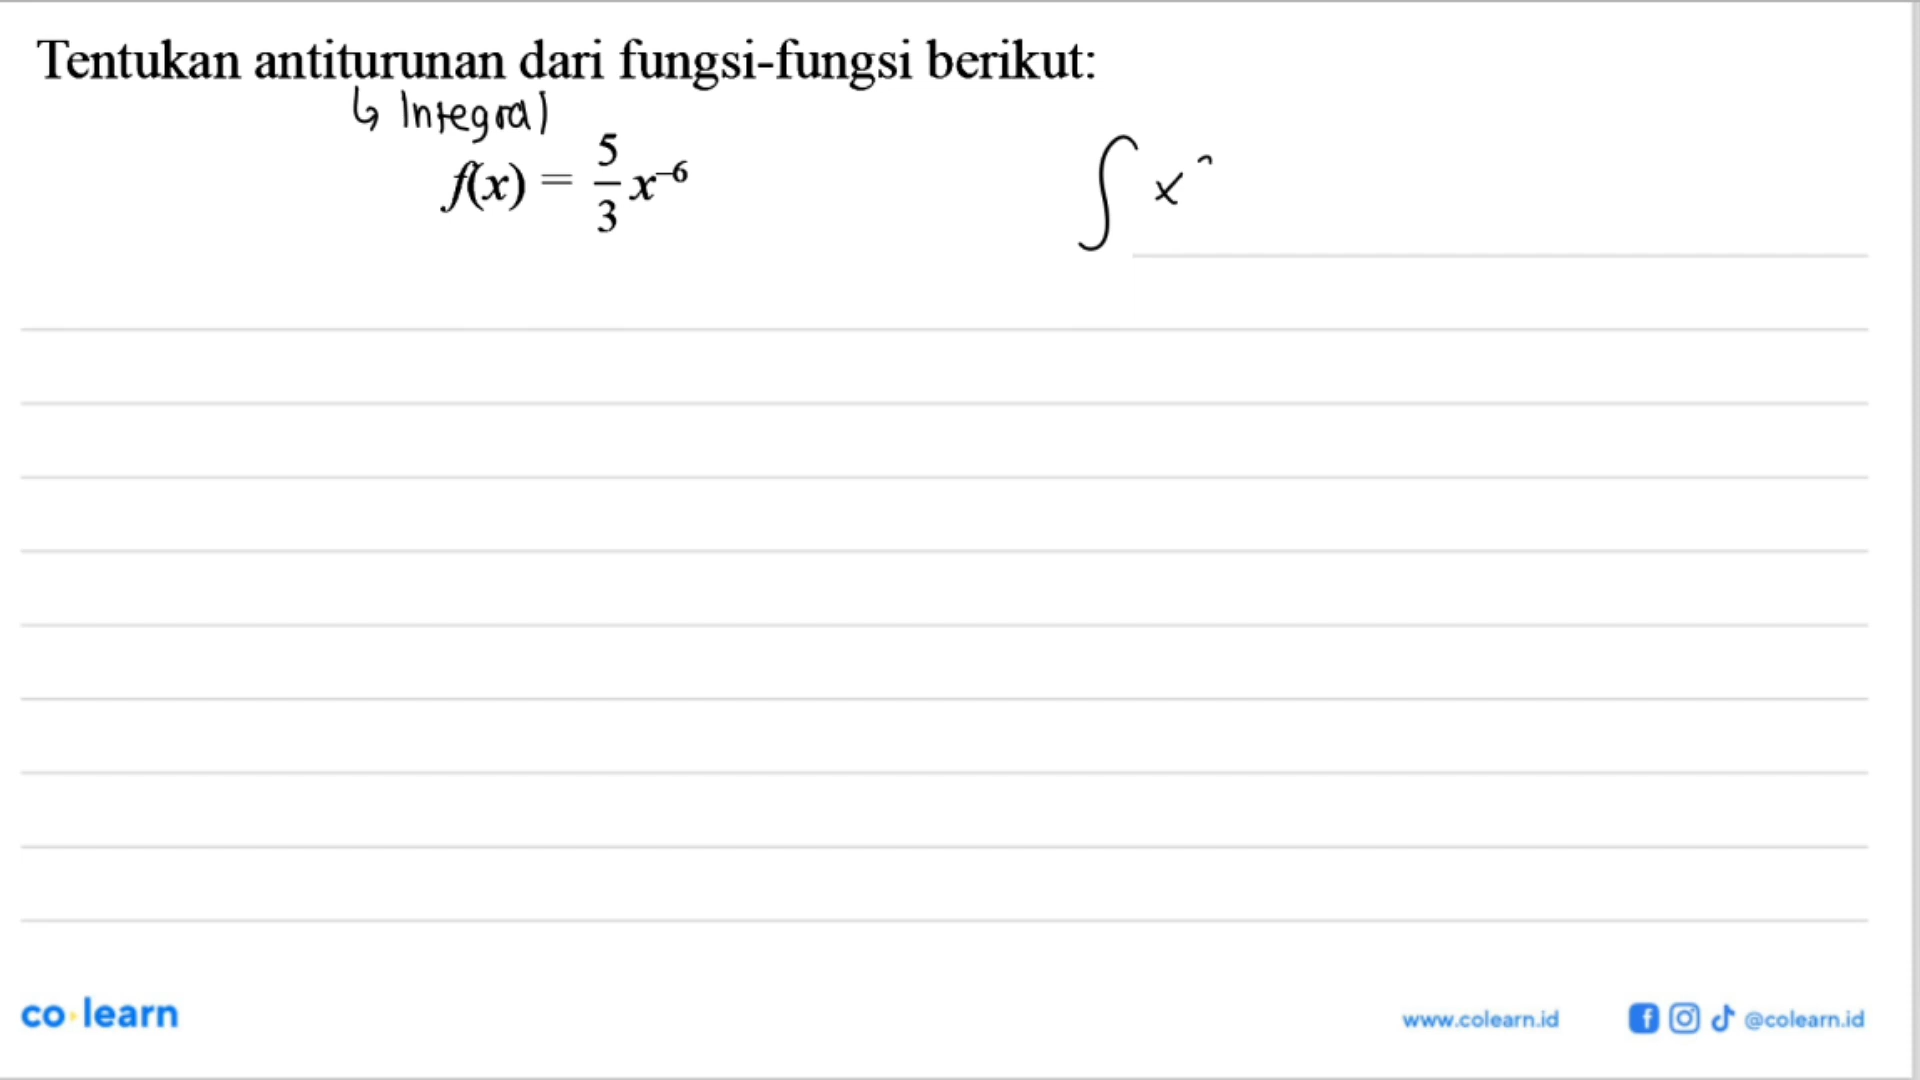 Tentukan antiturunan dari fungsi-fungsi berikut:
↳ Integral
f(x) = 5/3 x⁻⁶
∫ x
co learn
www.colearn.id
@colearn.id